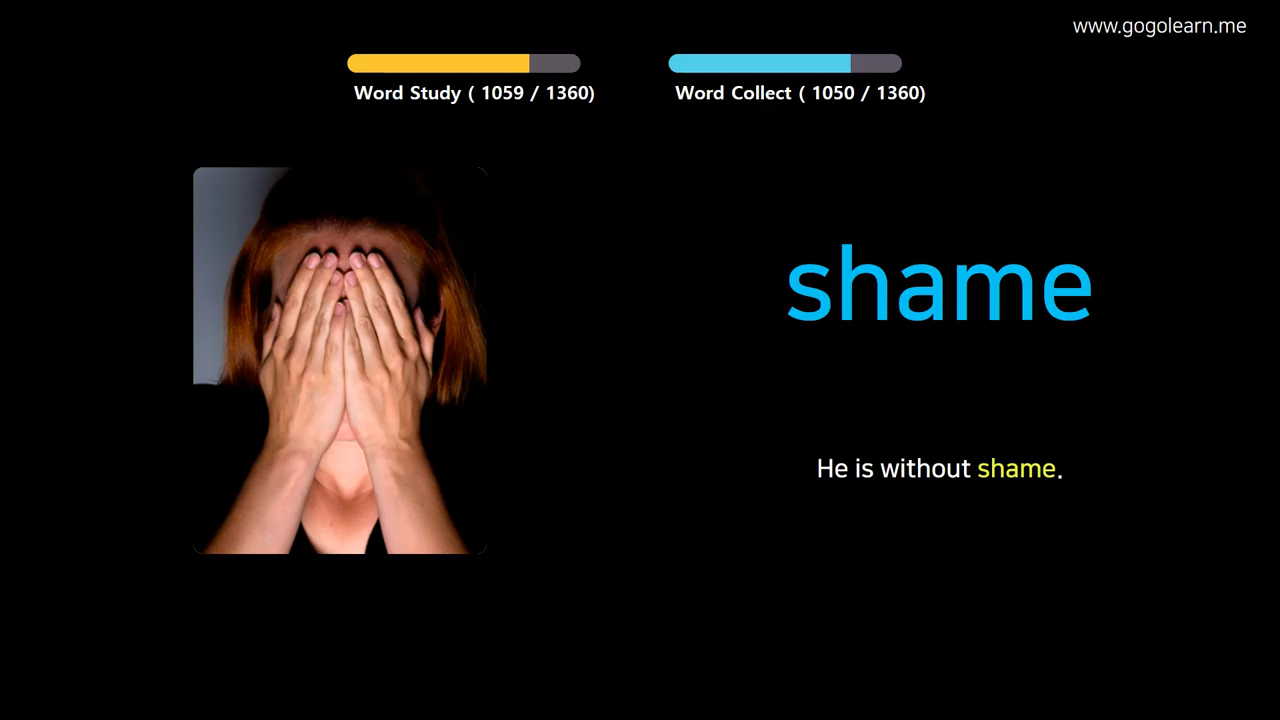 www.gogolearn.me
Word Study ( 1059 / 1360)
Word Collect ( 1050 / 1360)
shame
He is without shame.